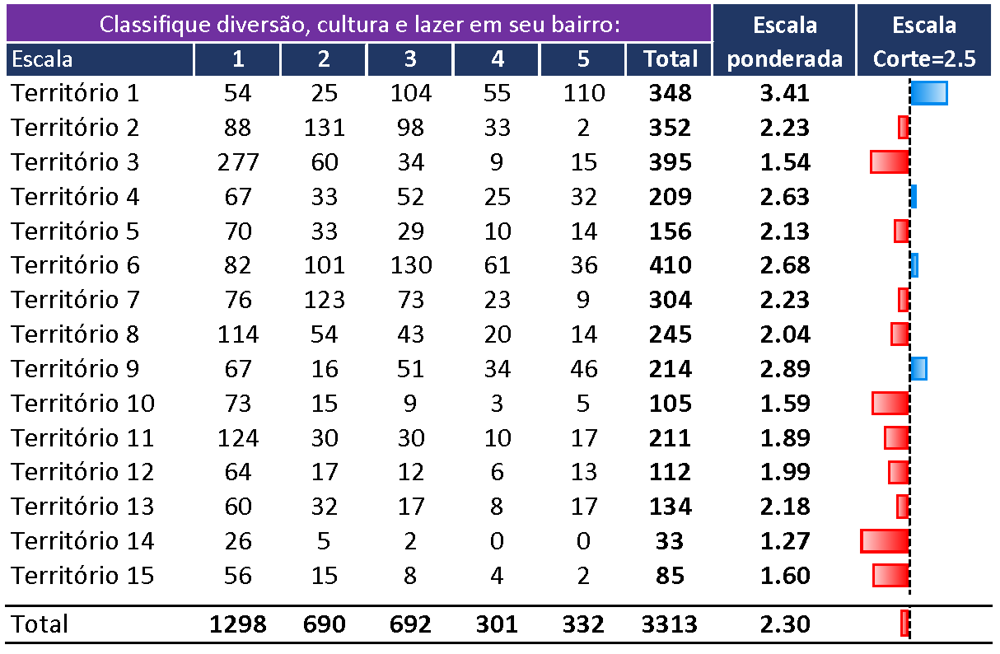 Classifique diversão, cultura e lazer em seu bairro: Escala ponderada Escala Corte=2.5
Escala 1 2 3 4 5 Total
Território 1 54 25 104 55 110 348 3.41
Território 2 88 131 98 33 2 352 2.23
Território 3 277 60 34 9 15 395 1.54
Território 4 67 33 52 25 32 209 2.63
Território 5 70 33 29 10 14 156 2.13
Território 6 82 101 130 61 36 410 2.68
Território 7 76 123 73 23 9 304 2.23
Território 8 114 54 43 20 14 245 2.04
Território 9 67 16 51 34 46 214 2.89
Território 10 73 15 9 3 5 105 1.59
Território 11 124 30 30 10 17 211 1.89
Território 12 64 17 12 6 13 112 1.99
Território 13 60 32 17 8 17 134 2.18
Território 14 26 5 2 0 0 33 1.27
Território 15 56 15 8 4 2 85 1.60
Total 1298 690 692 301 332 3313 2.30